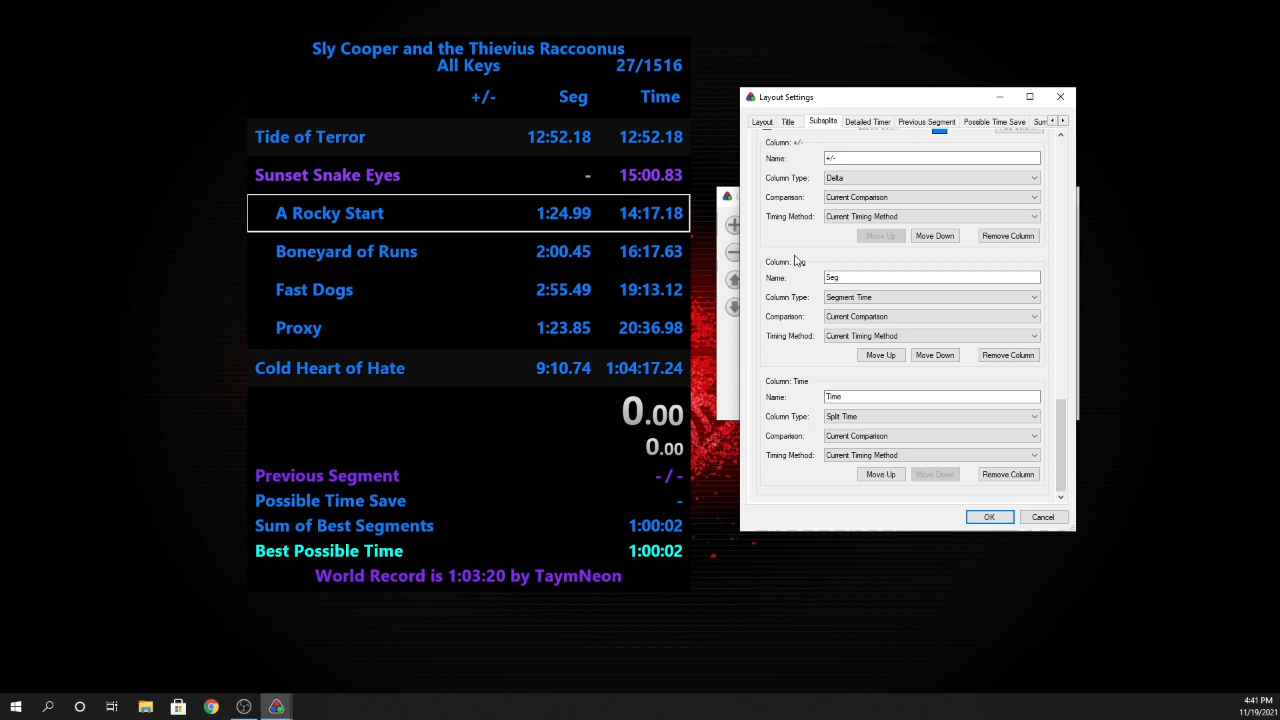 Sly Cooper and the Thievius Raccoonus
All Keys 27/1516
+/- Seg Time
Tide of Terror 12:52.18 12:52.18
Sunset Snake Eyes - 15:00.83
A Rocky Start 1:24.99 14:17.18
Boneyard of Runs 2:00.45 16:17.63
Fast Dogs 2:55.49 19:13.12
Proxy 1:23.85 20:36.98
Cold Heart of Hate 9:10.74 1:04:17.24
0.00
0.00
Previous Segment - / -
Possible Time Save -
Sum of Best Segments 1:00:02
Best Possible Time 1:00:02
World Record is 1:03:20 by TaymNeon
Layout Settings
Layout Title Subsplits Detailed Timer Previous Segment Possible Time Save Sum
Column: +/-
Name: +/-
Column Type: Delta
Comparison: Current Comparison
Timing Method: Current Timing Method
Move Up Move Down Remove Column
Column:
Name: Seg
Column Type: Segment Time
Comparison: Current Comparison
Timing Method: Current Timing Method
Move Up Move Down Remove Column
Column: Time
Name: Time
Column Type: Split Time
Comparison: Current Comparison
Timing Method: Current Timing Method
Move Up Move Down Remove Column
OK Cancel
4:41 PM
11/19/2021